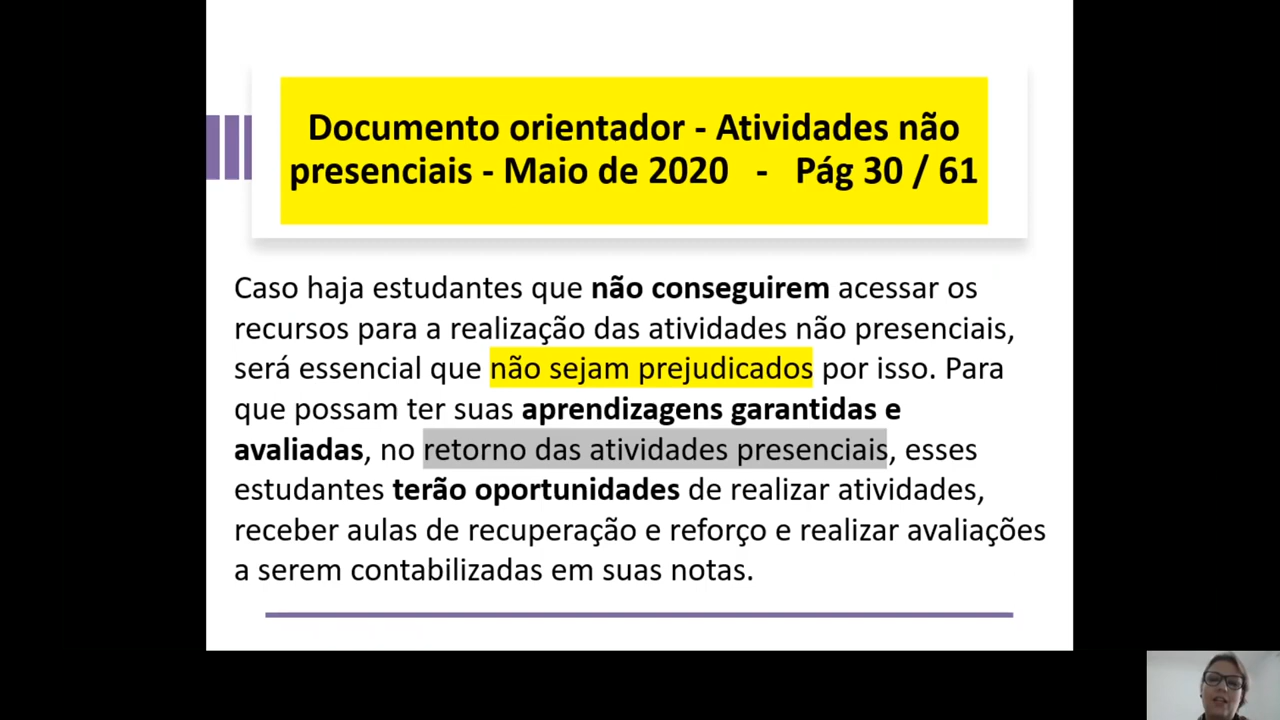 Documento orientador - Atividades não
presenciais - Maio de 2020 - Pág 30 / 61
Caso haja estudantes que não conseguirem acessar os
recursos para a realização das atividades não presenciais,
será essencial que não sejam prejudicados por isso. Para
que possam ter suas aprendizagens garantidas e
avaliadas, no retorno das atividades presenciais, esses
estudantes terão oportunidades de realizar atividades,
receber aulas de recuperação e reforço e realizar avaliações
a serem contabilizadas em suas notas.